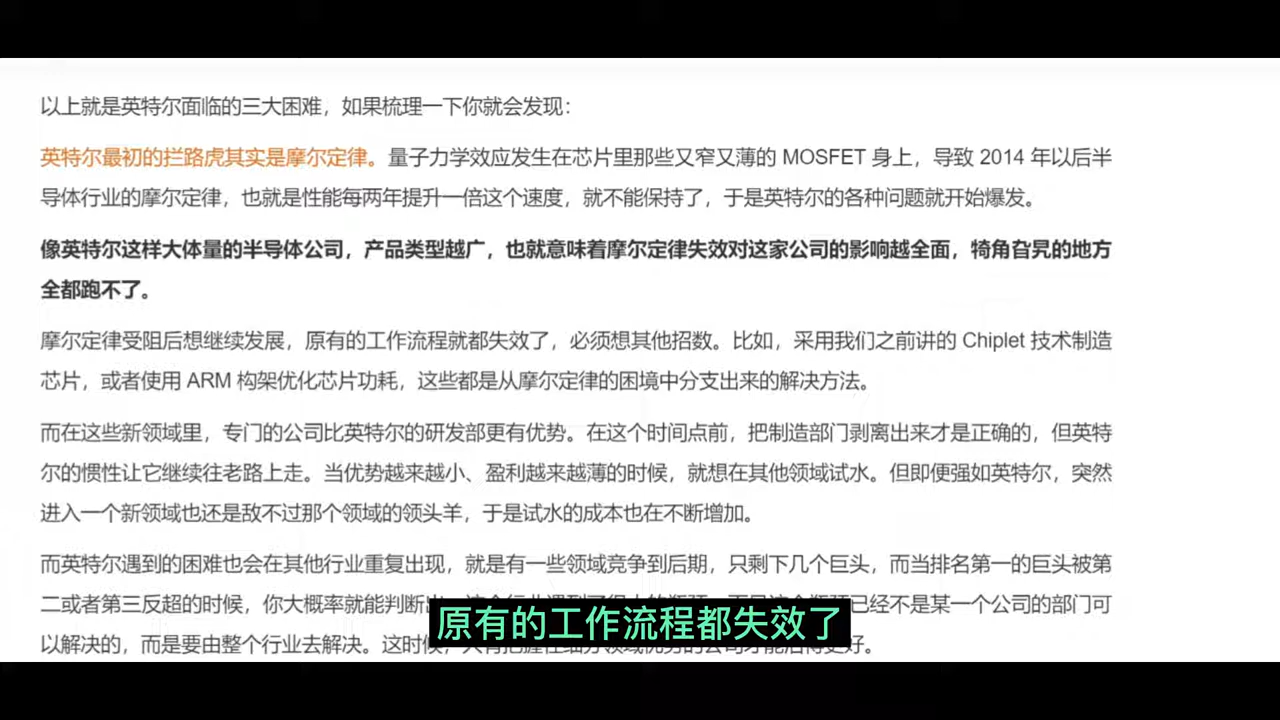 以上就是英特尔面临的三大困难，如果梳理一下你就会发现：
英特尔最初的拦路虎其实是摩尔定律。量子力学效应发生在芯片里那些又窄又薄的 MOSFET 身上，导致 2014 年以后半
导体行业的摩尔定律，也就是性能每两年提升一倍这个速度，就不能保持了，于是英特尔的各种问题就开始爆发。
像英特尔这样大体量的半导体公司，产品类型越广，也就意味着摩尔定律失效对这家公司的影响越全面，犄角旮旯的地方
全都跑不了。
摩尔定律受阻后想继续发展，原有的工作流程就都失效了，必须想其他招数。比如，采用我们之前讲的 Chiplet 技术制造
芯片，或者使用 ARM 构架优化芯片功耗，这些都是从摩尔定律的困境中分支出来的解决方法。
而在这些新领域里，专门的公司比英特尔的研发部更有优势。在这个时间点前，把制造部门剥离出来才是正确的，但英特
尔的惯性让它继续往老路上走。当优势越来越小、盈利越来越薄的时候，就想在其他领域试水。但即便强如英特尔，突然
进入一个新领域也还是敌不过那个领域的领头羊，于是试水的成本也在不断增加。
而英特尔遇到的困难也会在其他行业重复出现，就是有一些领域竞争到后期，只剩下几个巨头，而当排名第一的巨头被第
二或者第三反超的时候，你大概率就能判断 已经不是某一个公司的部门可
以解决的，而是要由整个行业去解决。这时候， 好。
原有的工作流程都失效了